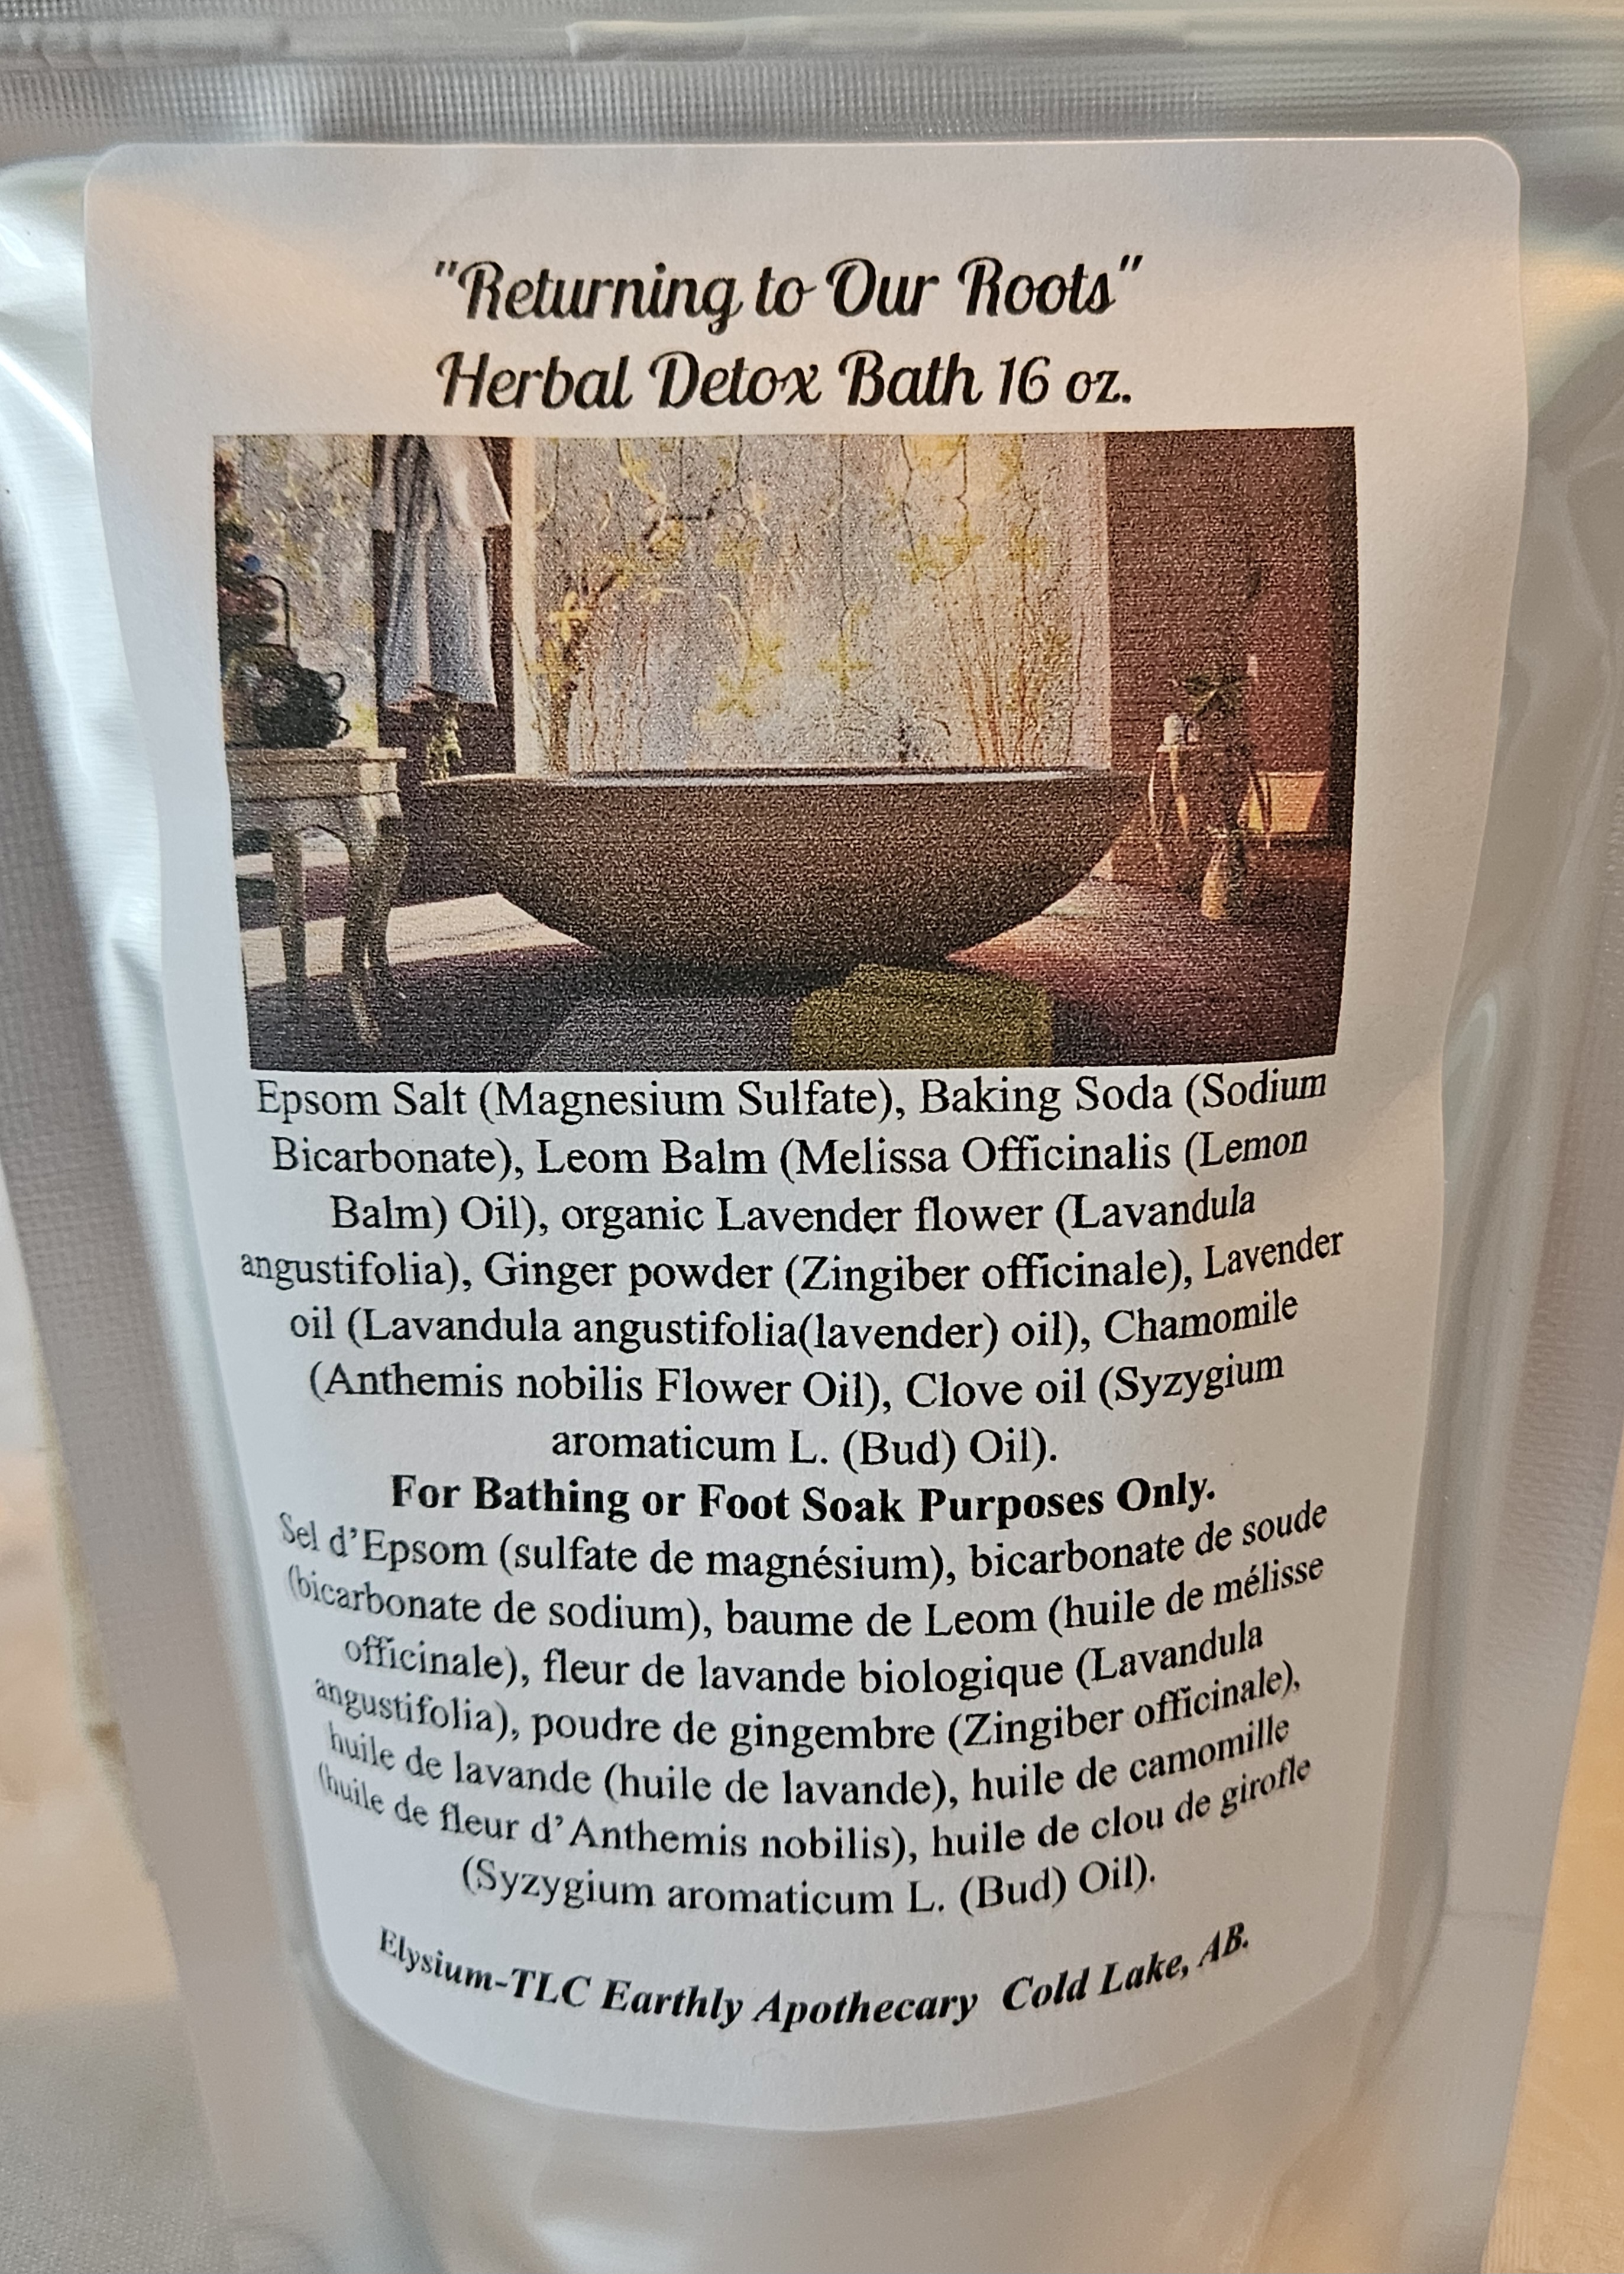 "Returning to Our Roots"
Herbal Detox Bath 16 oz.
Epsom Salt (Magnesium Sulfate), Baking Soda (Sodium
Bicarbonate), Leom Balm (Melissa Officinalis (Lemon
Balm) Oil), organic Lavender flower (Lavandula
angustifolia), Ginger powder (Zingiber officinale), Lavender
oil (Lavandula angustifolia(lavender) oil), Chamomile
(Anthemis nobilis Flower Oil), Clove oil (Syzygium
aromaticum L. (Bud) Oil).
For Bathing or Foot Soak Purposes Only.
Sel d’Epsom (sulfate de magnésium), bicarbonate de soude
(bicarbonate de sodium), baume de Leom (huile de mélisse
officinale), fleur de lavande biologique (Lavandula
angustifolia), poudre de gingembre (Zingiber officinale),
huile de lavande (huile de lavande), huile de camomille
(huile de fleur d’Anthemis nobilis), huile de clou de girofle
(Syzygium aromaticum L. (Bud) Oil).
Elysium-TLC Earthly Apothecary Cold Lake, AB.